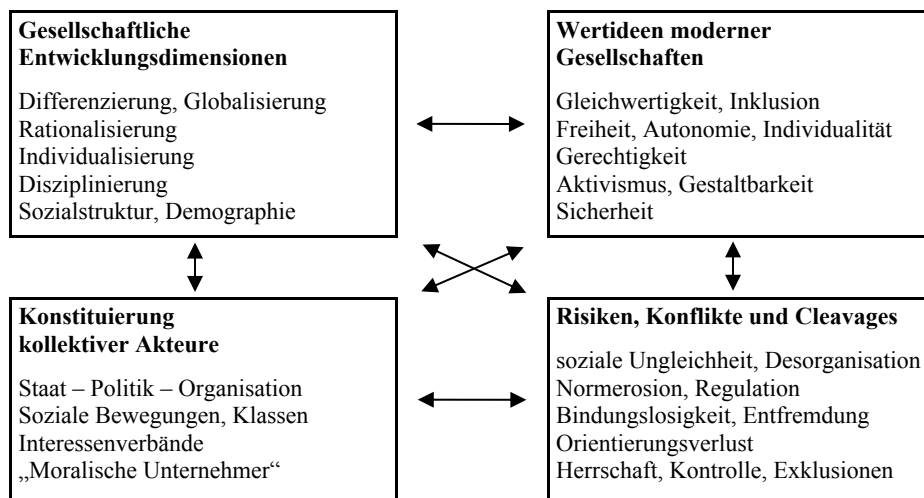 Gesellschaftliche
Entwicklungsdimensionen
Differenzierung, Globalisierung
Rationalisierung
Individualisierung
Disziplinierung
Sozialstruktur, Demographie
Wertideen moderner
Gesellschaften
Gleichwertigkeit, Inklusion
Freiheit, Autonomie, Individualität
Gerechtigkeit
Aktivismus, Gestaltbarkeit
Sicherheit
Konstituierung
kollektiver Akteure
Staat – Politik – Organisation
Soziale Bewegungen, Klassen
Interessenverbände
„Moralische Unternehmer“
Risiken, Konflikte und Cleavages
soziale Ungleichheit, Desorganisation
Normerosion, Regulation
Bindungslosigkeit, Entfremdung
Orientierungsverlust
Herrschaft, Kontrolle, Exklusionen